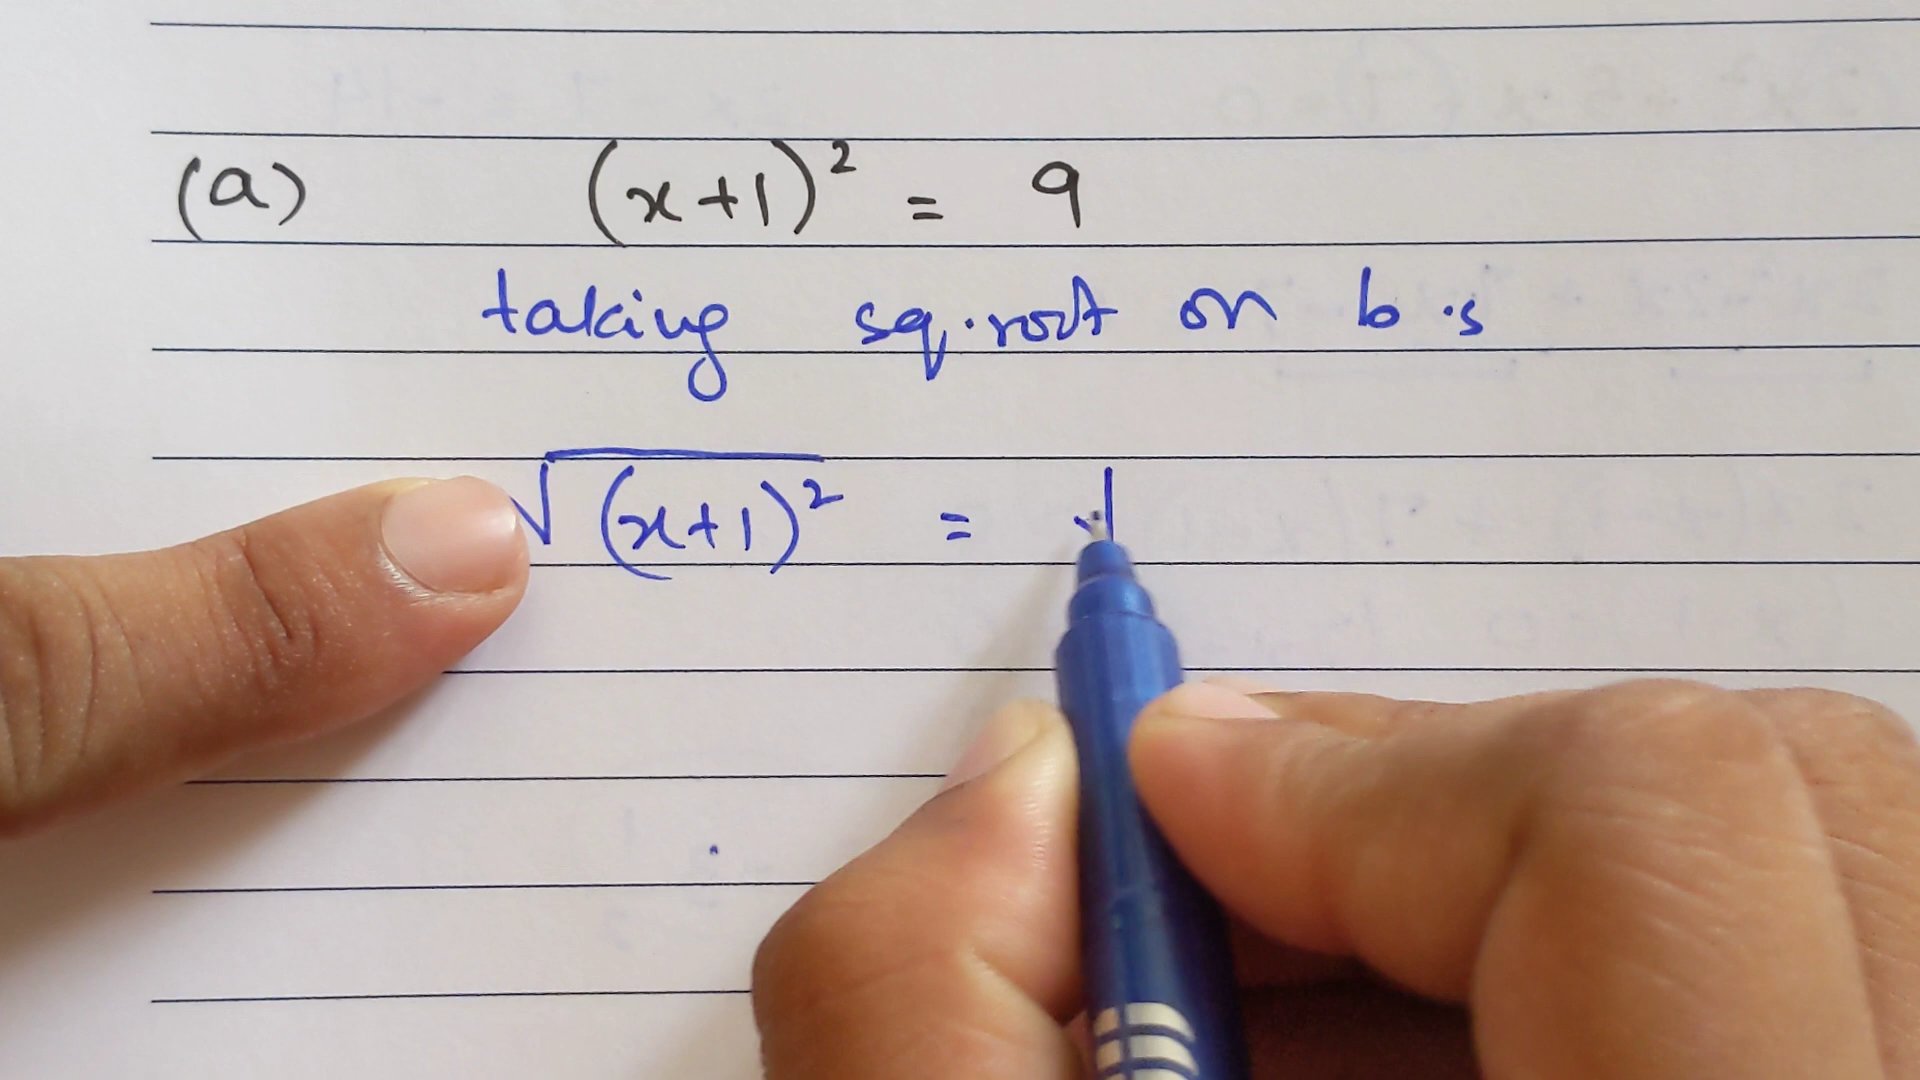 (a) (x+1)² = 9
taking sq. root on b.s
√(x+1)² = √